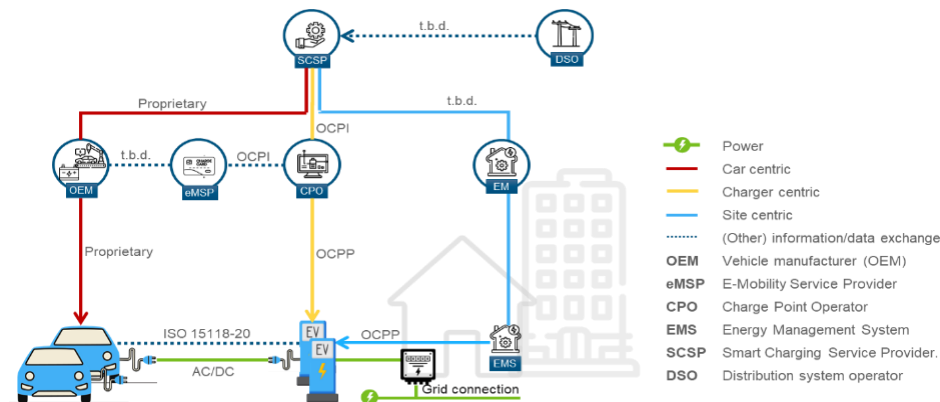 t.b.d.
SCSP
DSO
Proprietary
t.b.d.
OCPI
t.b.d.
OCPI
CHARGE
CARD
OEM
eMSP
CPO
EM
Proprietary
OCPP
ISO 15118-20
EV
EV
OCPP
EMS
AC/DC
Grid connection
Power
Car centric
Charger centric
Site centric
(Other) information/data exchange
OEM Vehicle manufacturer (OEM)
eMSP E-Mobility Service Provider
CPO Charge Point Operator
EMS Energy Management System
SCSP Smart Charging Service Provider.
DSO Distribution system operator